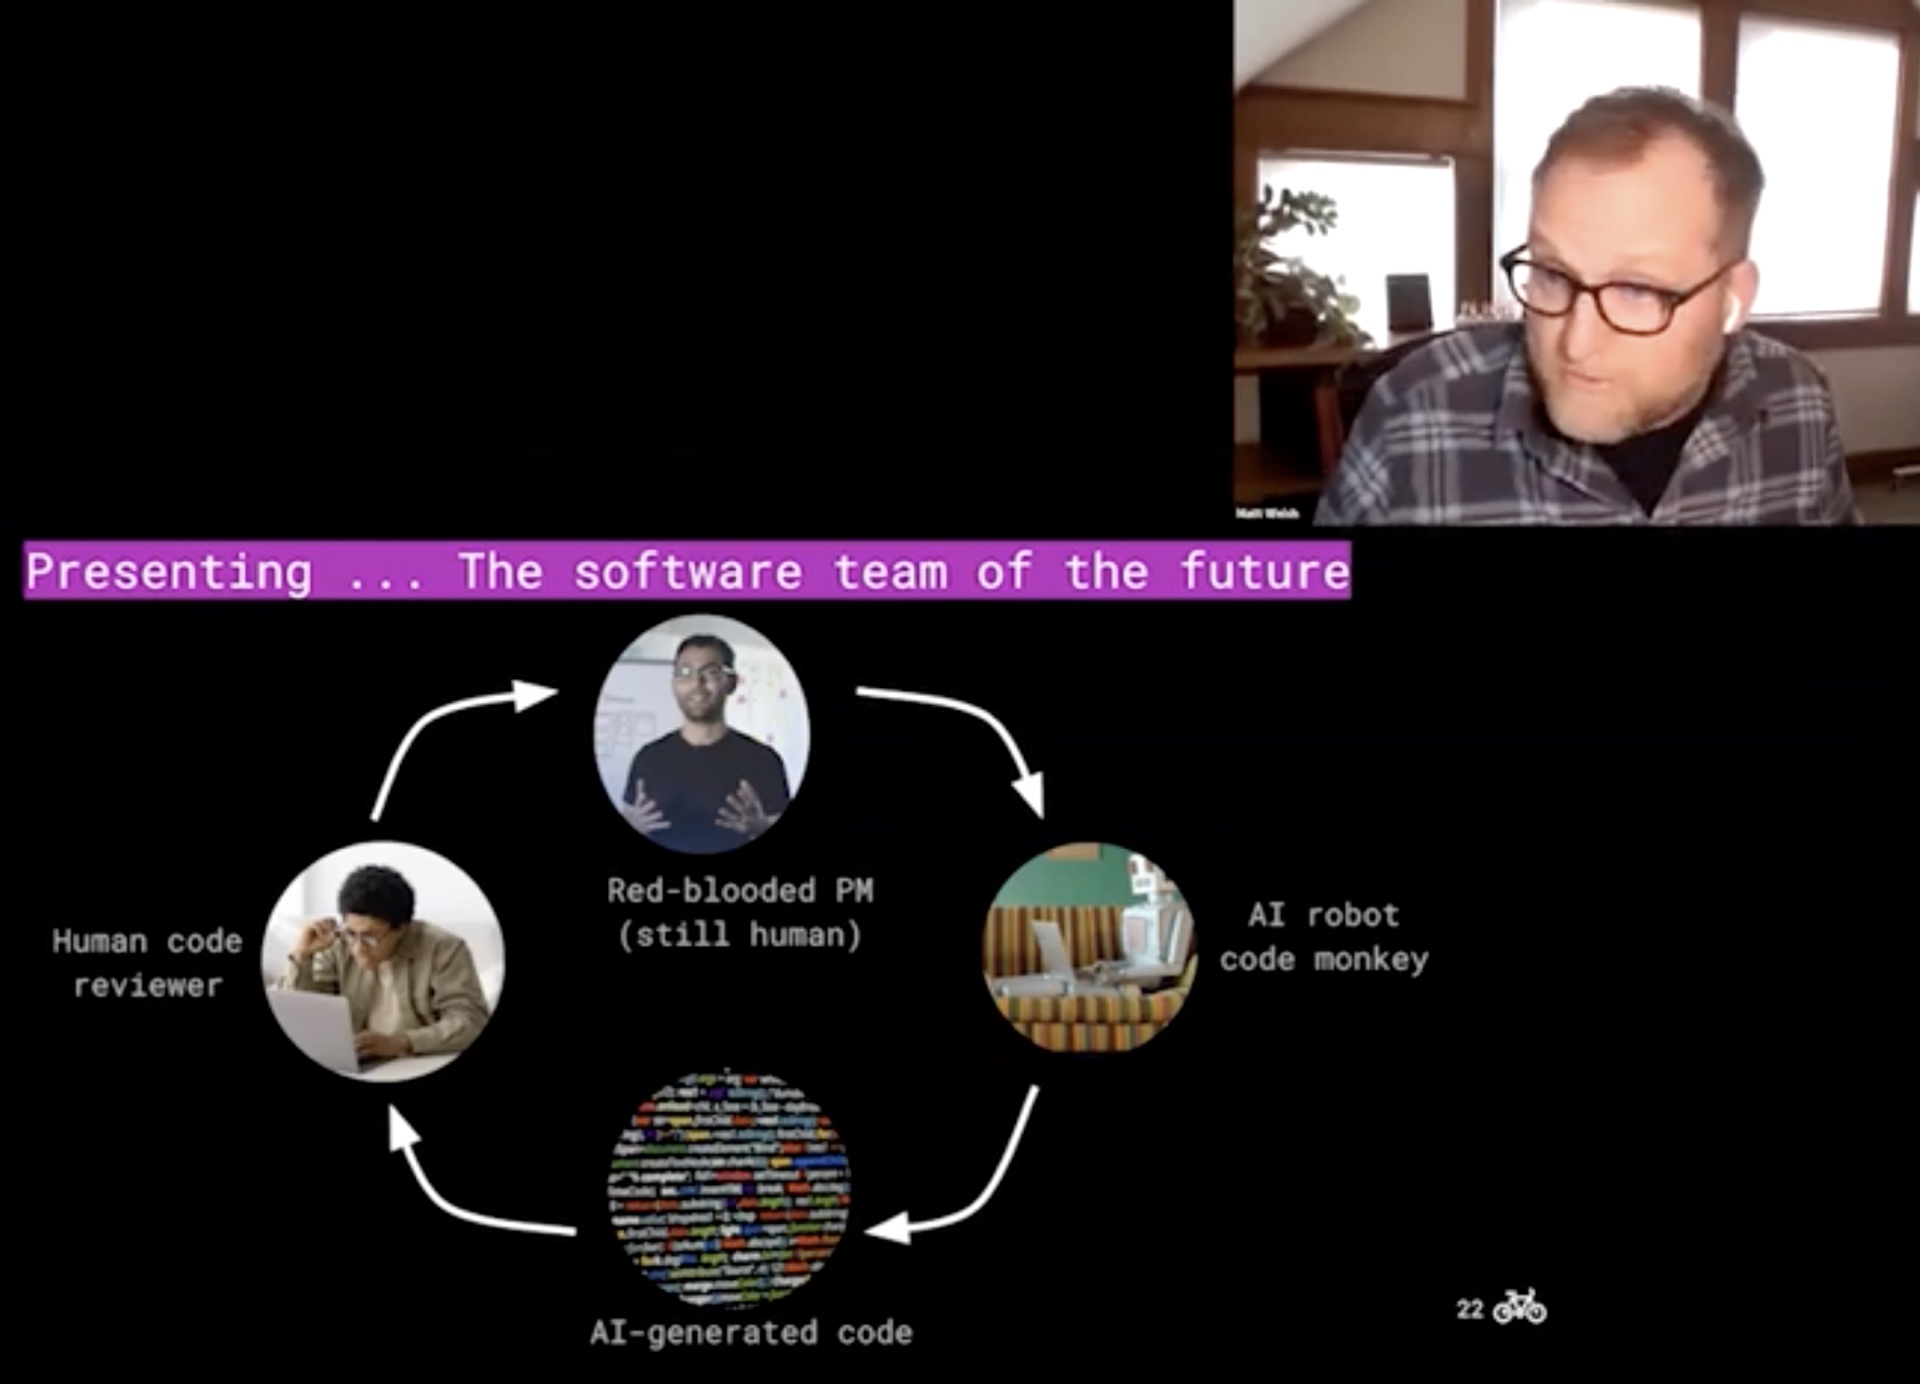 Matt Welsh
Presenting ... The software team of the future
Red-blooded PM
(still human)
Human code
reviewer
AI robot
code monkey
AI-generated code
22